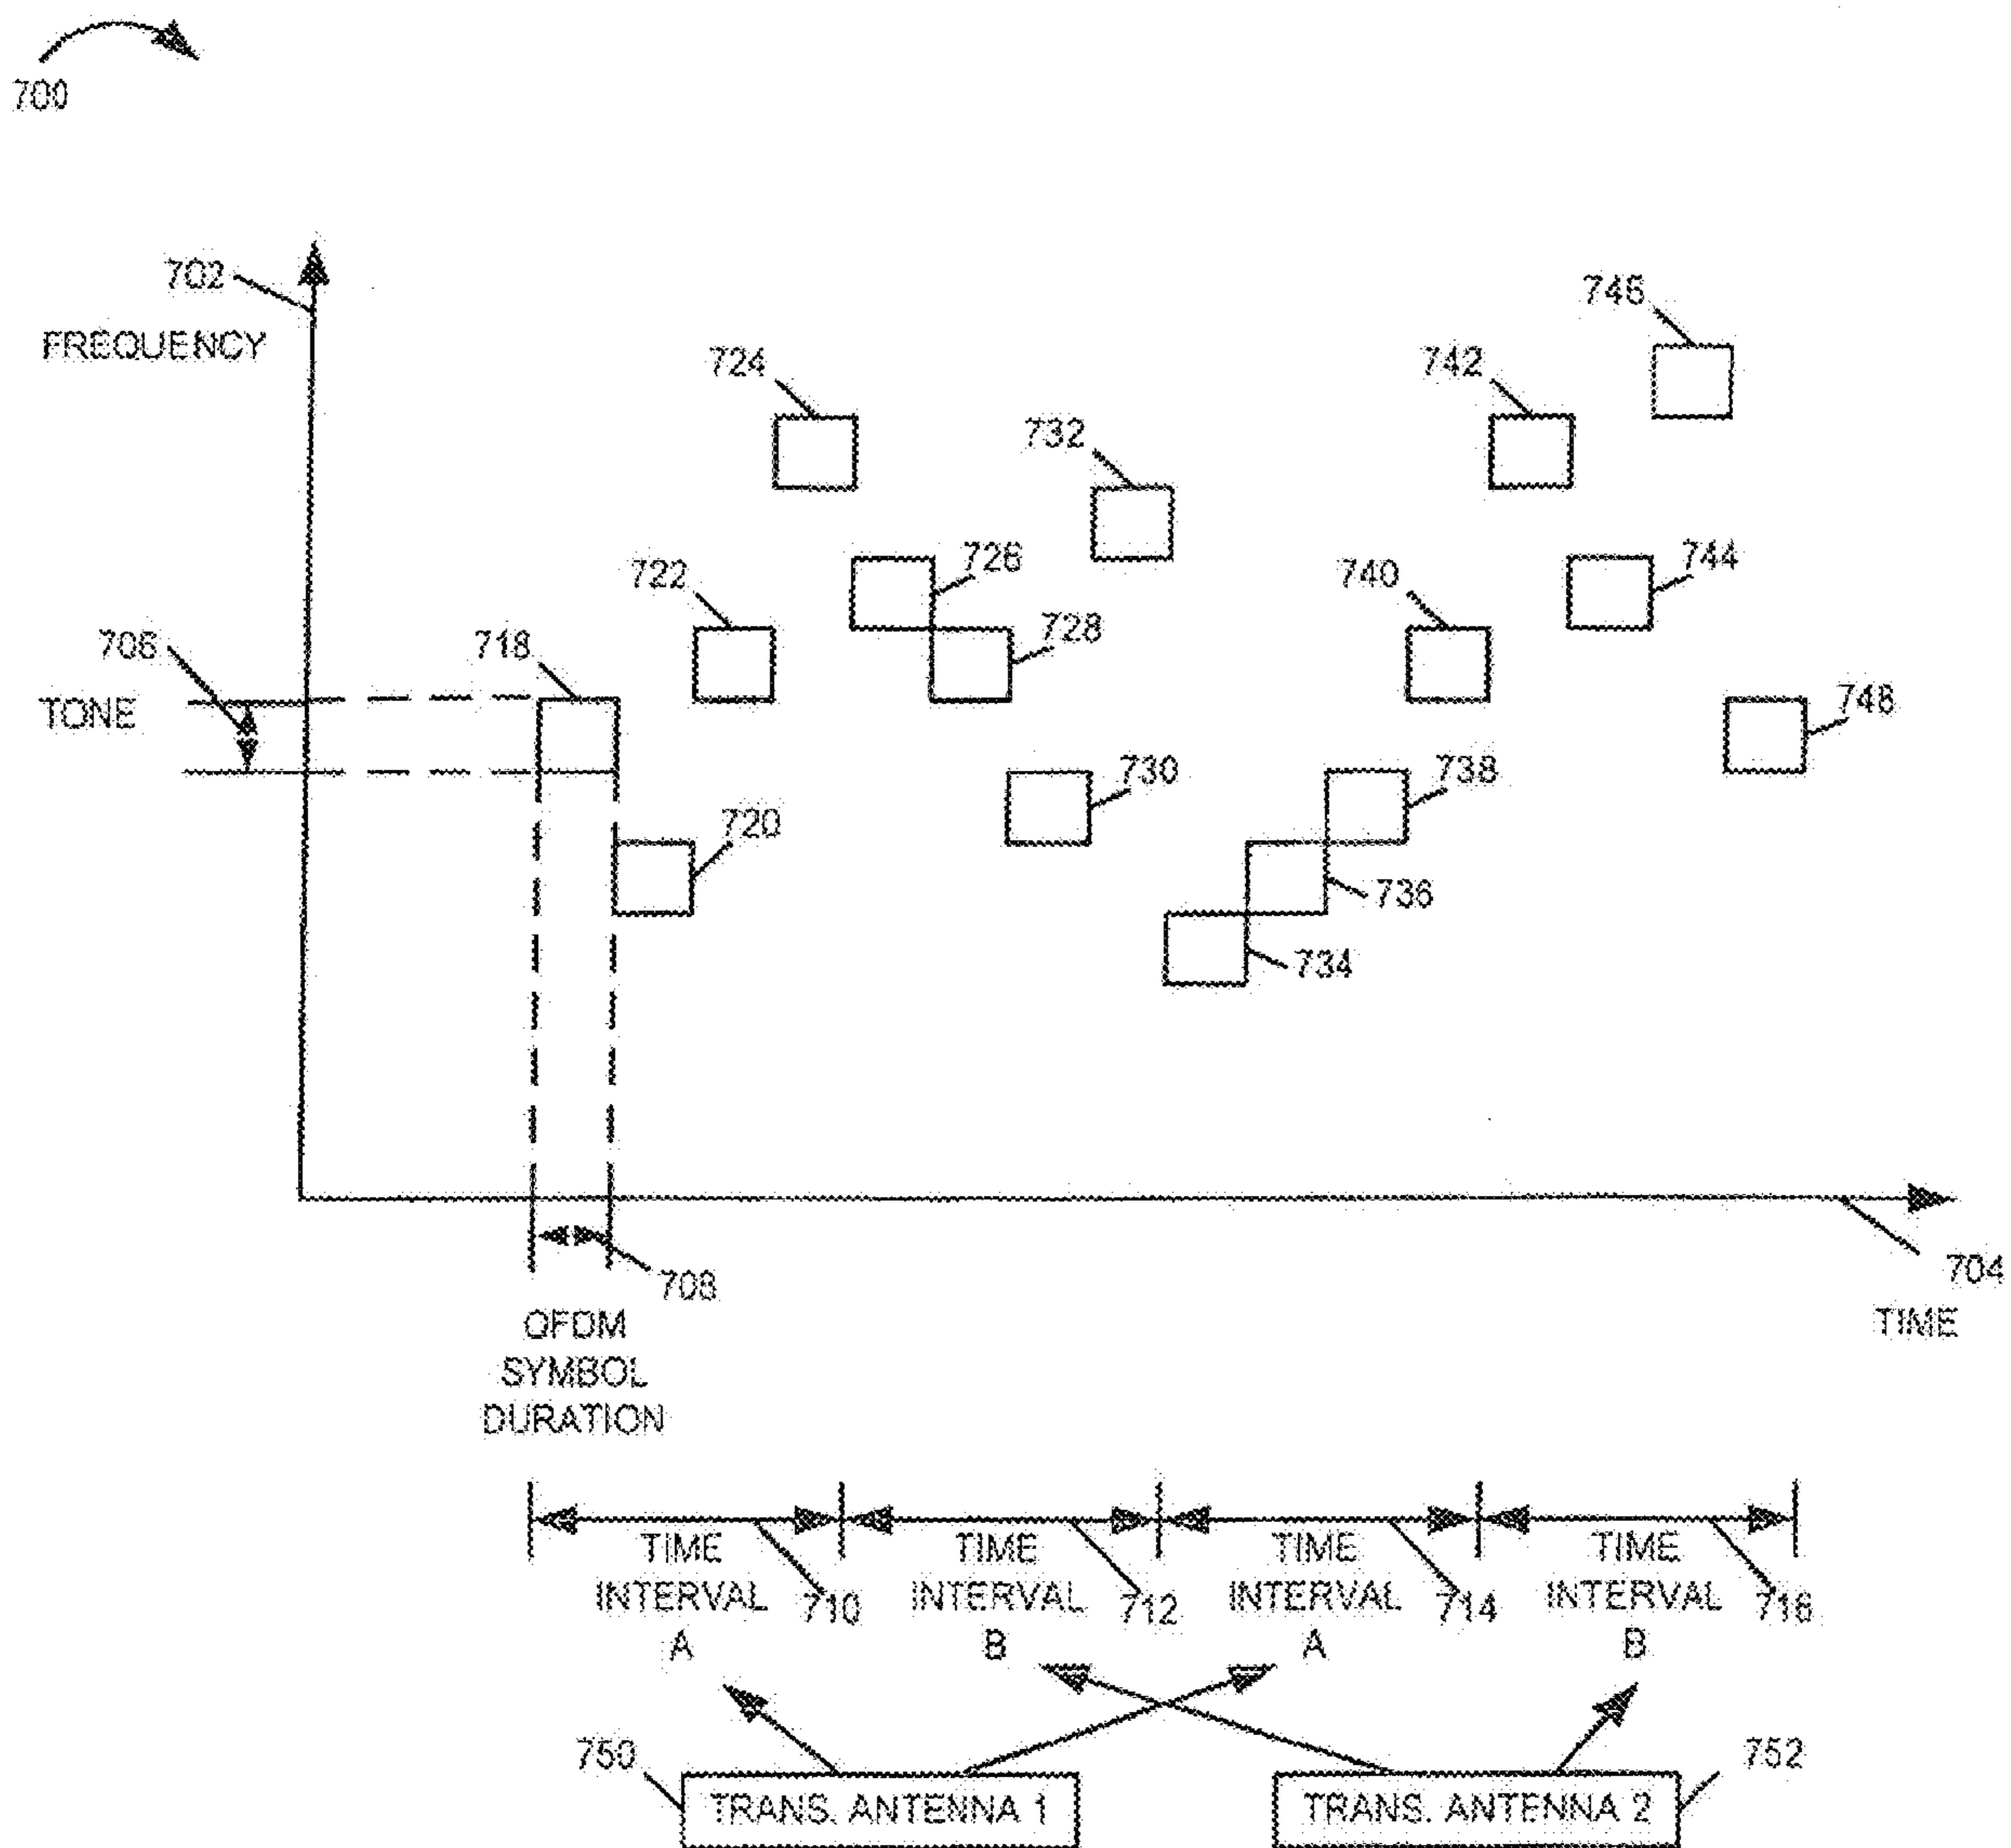 700
702
FREQUENCY
746
724
742
732
726
722
744
740
728
706
718
TONE
748
730
738
720
736
734
704
708
TIME
OFDM
SYMBOL
DURATION
TIME
INTERVAL
A
710
TIME
INTERVAL
B
712
TIME
INTERVAL
A
714
TIME
INTERVAL
B
716
750
TRANS. ANTENNA 1
TRANS. ANTENNA 2
752